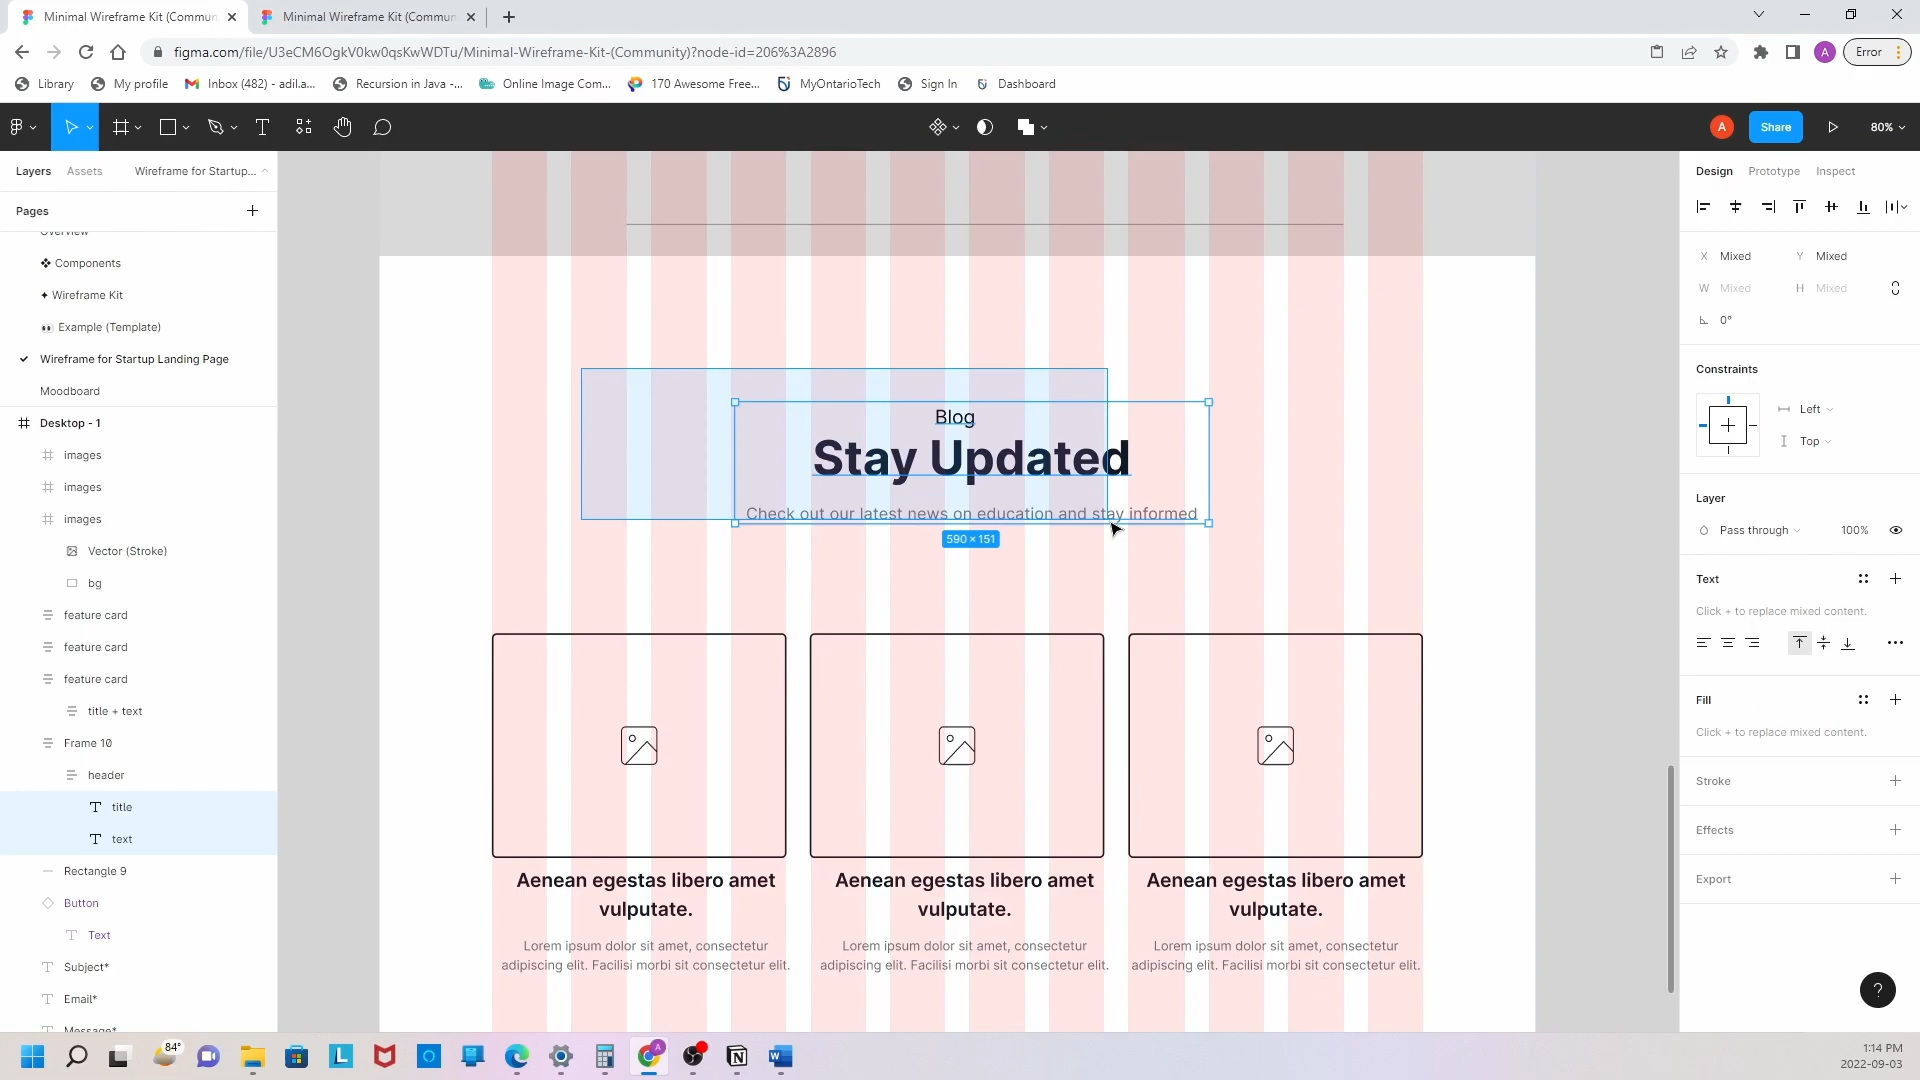 Minimal Wireframe Kit (Commun
Minimal Wireframe Kit (Commun
figma.com/file/U3eCM6OgkV0kw0qsKwWDTu/Minimal-Wireframe-Kit-(Community)?node-id=206%3A2896
A
Error
Library
My profile
Inbox (482) - adil.a...
Recursion in Java -...
Online Image Com...
170 Awesome Free...
MyOntarioTech
Sign In
Dashboard
A
Share
80%
Layers
Assets
Wireframe for Startup...
Pages
Overview
Components
Wireframe Kit
Example (Template)
Wireframe for Startup Landing Page
Moodboard
Desktop - 1
images
images
images
Vector (Stroke)
bg
feature card
feature card
feature card
title + text
Frame 10
header
title
text
Rectangle 9
Button
Text
Subject*
Email*
Message*
Blog
Stay Updated
Check out our latest news on education and stay informed
590 × 151
Aenean egestas libero amet
vulputate.
Lorem ipsum dolor sit amet, consectetur
adipiscing elit. Facilisi morbi sit consectetur elit.
Aenean egestas libero amet
vulputate.
Lorem ipsum dolor sit amet, consectetur
adipiscing elit. Facilisi morbi sit consectetur elit.
Aenean egestas libero amet
vulputate.
Lorem ipsum dolor sit amet, consectetur
adipiscing elit. Facilisi morbi sit consectetur elit.
Design
Prototype
Inspect
X Mixed
Y Mixed
W Mixed
H Mixed
0°
Constraints
Left
Top
Layer
Pass through
100%
Text
Click + to replace mixed content.
Fill
Click + to replace mixed content.
Stroke
Effects
Export
?
84°
L
A
N
W
1:14 PM
2022-09-03